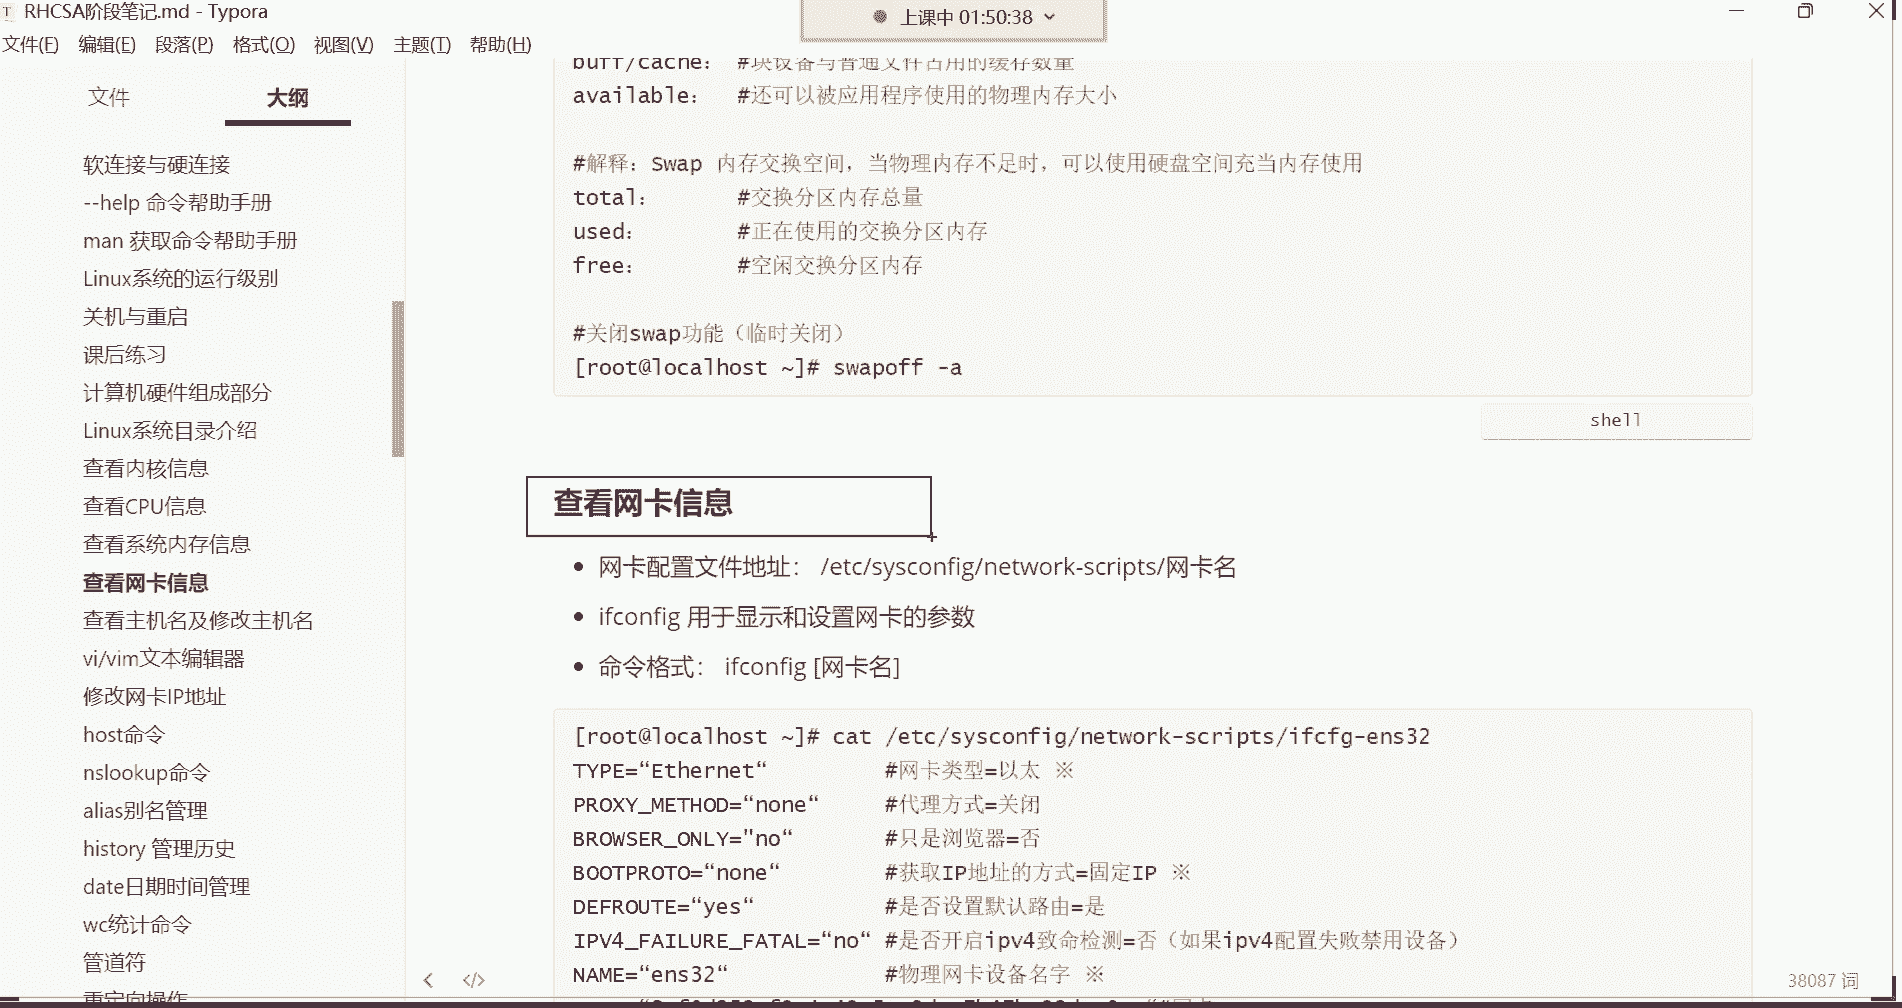 RHCSA阶段笔记.md - Typora
上课中 01:50:38
文件(F) 编辑(E) 段落(P) 格式(O) 视图(V) 主题(T) 帮助(H)
文件 大纲
软连接与硬连接
--help 命令帮助手册
man 获取命令帮助手册
Linux系统的运行级别
关机与重启
课后练习
计算机硬件组成部分
Linux系统目录介绍
查看内核信息
查看CPU信息
查看系统内存信息
查看网卡信息
查看主机名及修改主机名
vi/vim文本编辑器
修改网卡IP地址
host命令
nslookup命令
alias别名管理
history 管理历史
date日期时间管理
wc统计命令
管道符
重定向操作
buff/cache： #块设备与普通文件占用的缓存数量
available： #还可以被应用程序使用的物理内存大小
#解释：Swap 内存交换空间，当物理内存不足时，可以使用硬盘空间充当内存使用
total： #交换分区内存总量
used： #正在使用的交换分区内存
free： #空闲交换分区内存
#关闭swap功能（临时关闭）
[root@localhost ~]# swapoff -a
shell
查看网卡信息
网卡配置文件地址： /etc/sysconfig/network-scripts/网卡名
ifconfig 用于显示和设置网卡的参数
命令格式： ifconfig [网卡名]
[root@localhost ~]# cat /etc/sysconfig/network-scripts/ifcfg-ens32
TYPE=“Ethernet“ #网卡类型=以太 ※
PROXY_METHOD=“none“ #代理方式=关闭
BROWSER_ONLY="no“ #只是浏览器=否
BOOTPROTO=“none“ #获取IP地址的方式=固定IP ※
DEFROUTE=“yes“ #是否设置默认路由=是
IPV4_FAILURE_FATAL=“no“ #是否开启ipv4致命检测=否（如果ipv4配置失败禁用设备）
NAME=“ens32“ #物理网卡设备名字 ※
38087 词